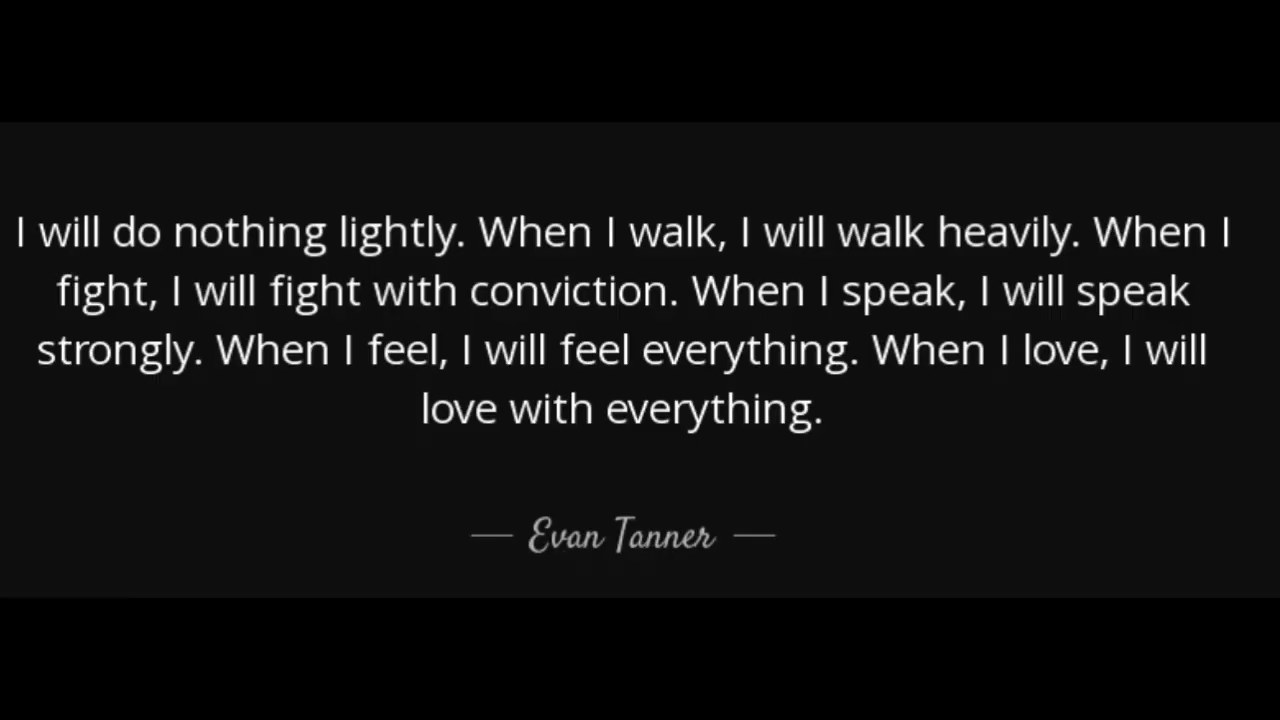 I will do nothing lightly. When I walk, I will walk heavily. When I
fight, I will fight with conviction. When I speak, I will speak
strongly. When I feel, I will feel everything. When I love, I will
love with everything.
— Evan Tanner —